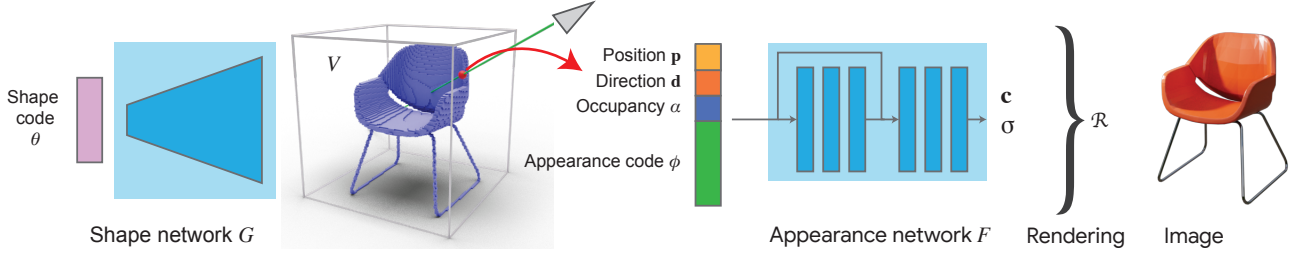 Shape
code
θ
Shape network G
V
Position p
Direction d
Occupancy α
Appearance code ϕ
Appearance network F
c
σ
ℛ
Rendering
Image